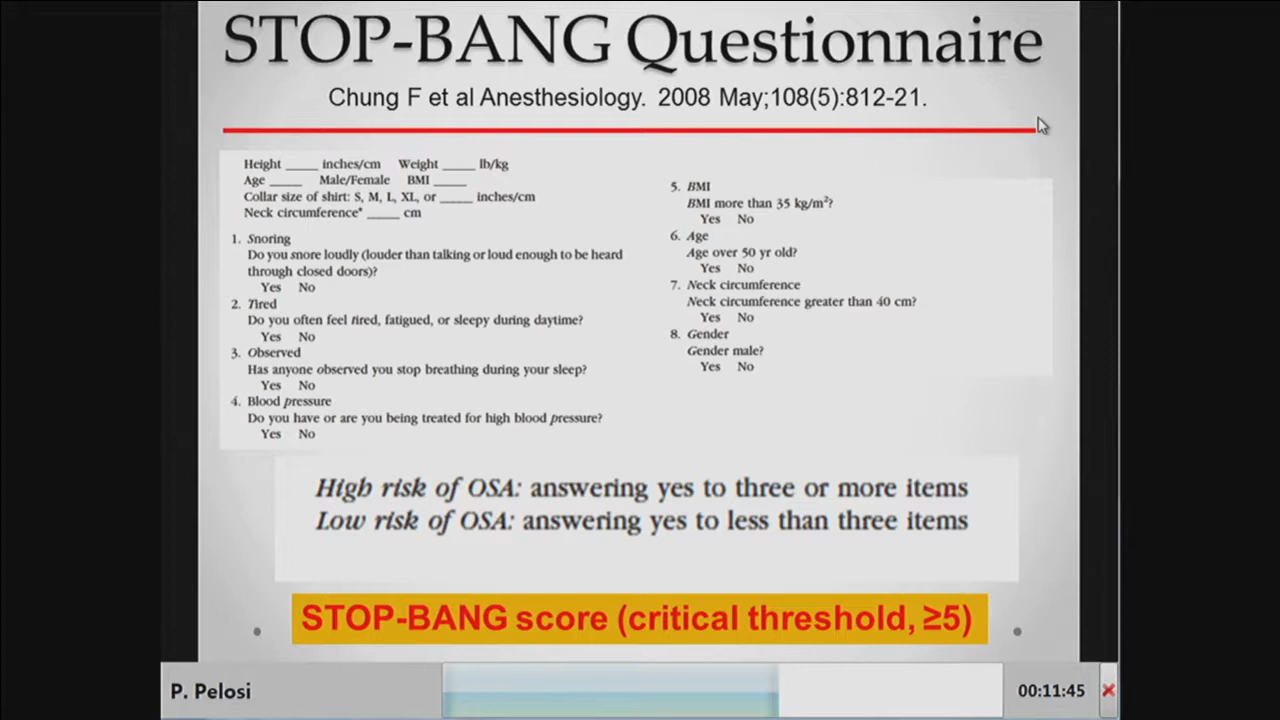 STOP-BANG Questionnaire
Chung F et al Anesthesiology. 2008 May;108(5):812-21.
Height _____ inches/cm Weight _____ lb/kg
Age _____ Male/Female BMI _____
Collar size of shirt: S, M, L, XL, or _____ inches/cm
Neck circumference* _____ cm
1. Snoring
Do you snore loudly (louder than talking or loud enough to be heard
through closed doors)?
Yes No
2. Tired
Do you often feel tired, fatigued, or sleepy during daytime?
Yes No
3. Observed
Has anyone observed you stop breathing during your sleep?
Yes No
4. Blood pressure
Do you have or are you being treated for high blood pressure?
Yes No
5. BMI
BMI more than 35 kg/m²?
Yes No
6. Age
Age over 50 yr old?
Yes No
7. Neck circumference
Neck circumference greater than 40 cm?
Yes No
8. Gender
Gender male?
Yes No
High risk of OSA: answering yes to three or more items
Low risk of OSA: answering yes to less than three items
STOP-BANG score (critical threshold, ≥5)
P. Pelosi
00:11:45